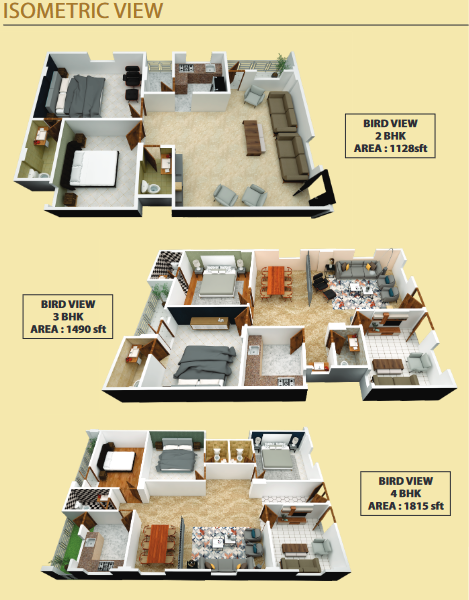 ISOMETRIC VIEW
BIRD VIEW
2 BHK
AREA : 1128sft
BIRD VIEW
3 BHK
AREA : 1490 sft
BIRD VIEW
4 BHK
AREA : 1815 sft